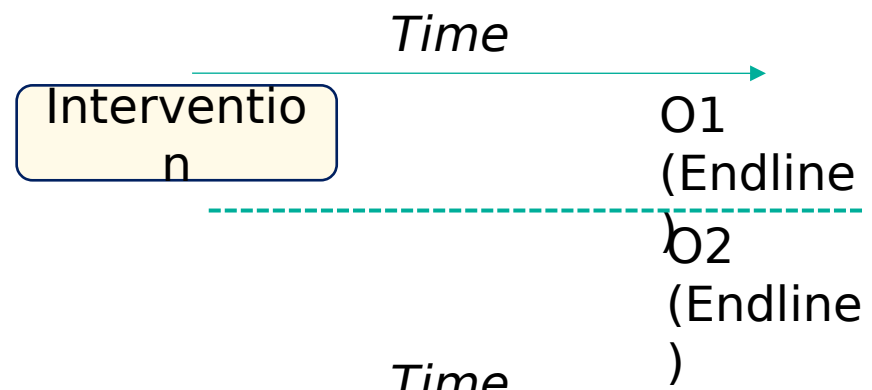 Time
Interventio
n
O1
(Endline
)
O2
(Endline
)
Time